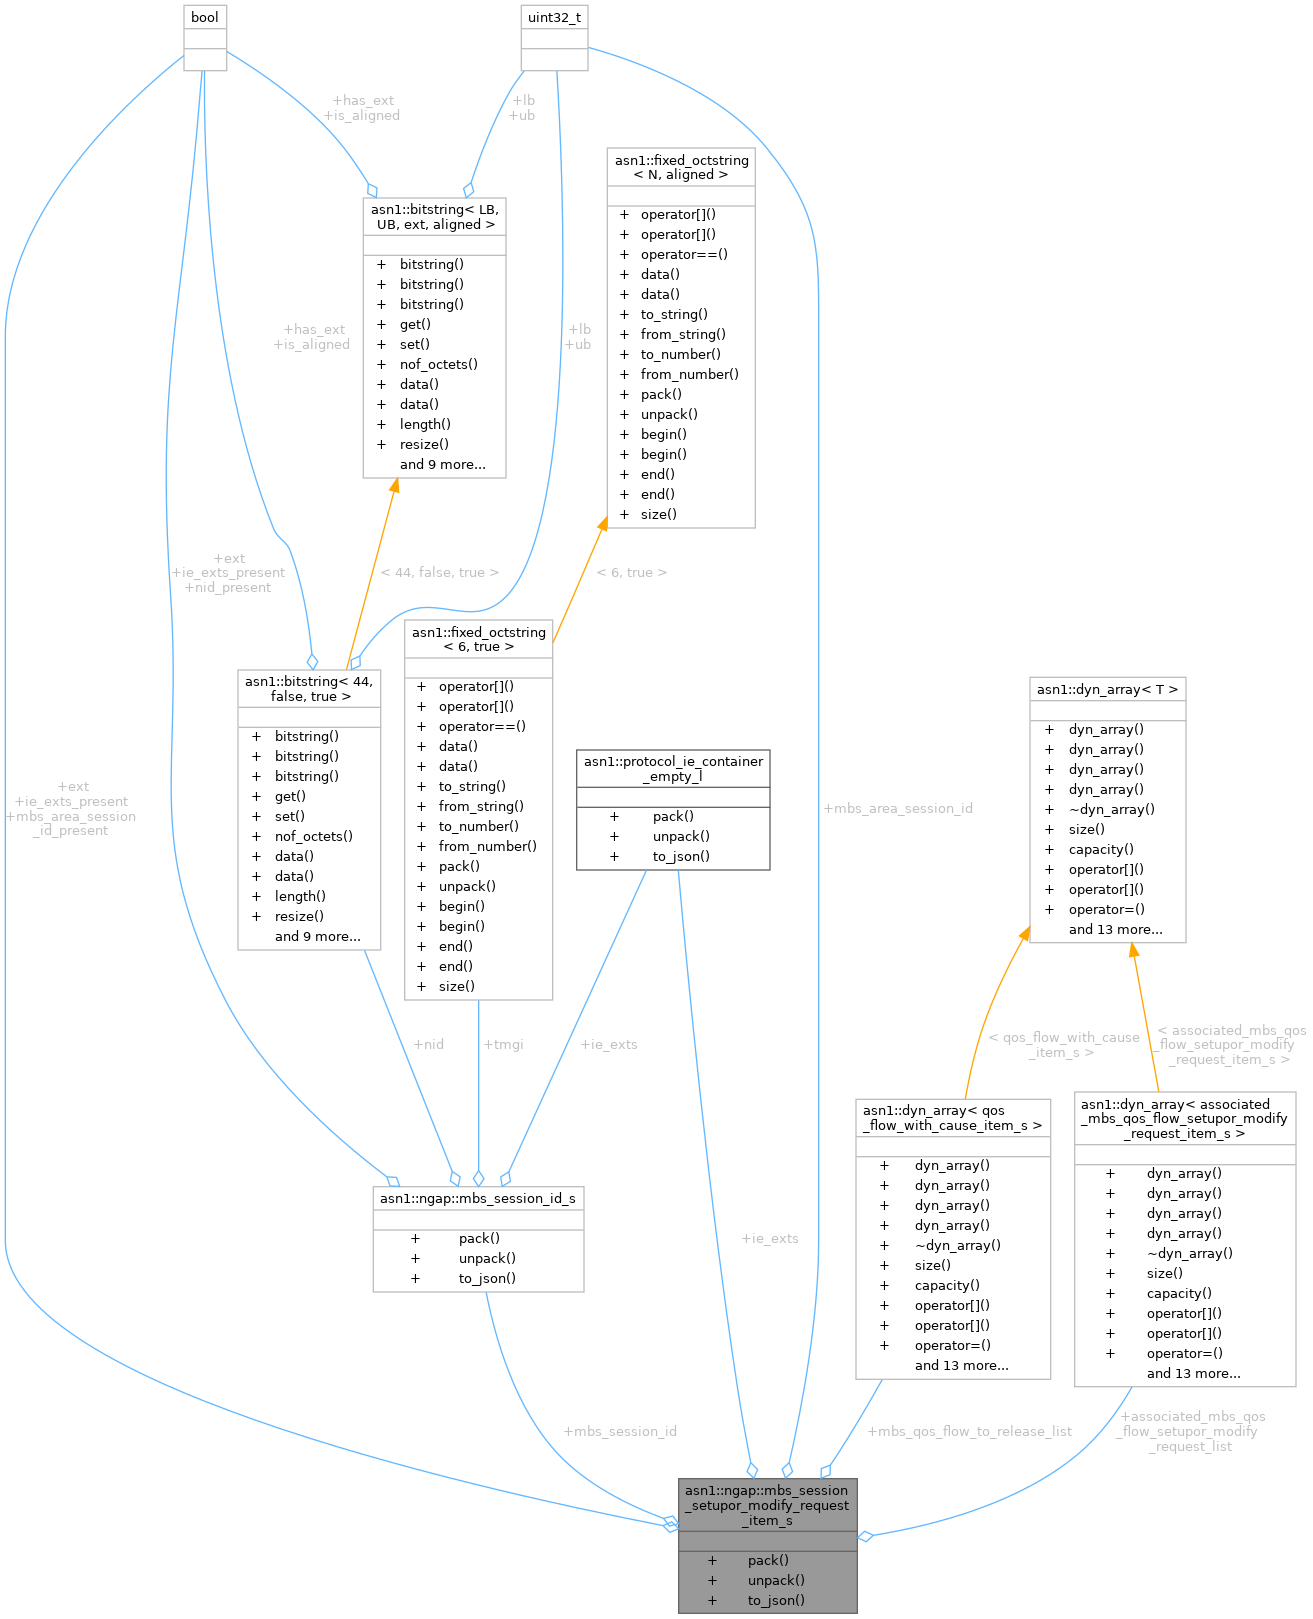 bool
uint32_t
+has_ext
+is_aligned
+lb
+ub
asn1::fixed_octstring
< N, aligned >
+ operator[]()
+ operator[]()
+ operator==()
+ data()
+ data()
+ to_string()
+ from_string()
+ to_number()
+ from_number()
+ pack()
+ unpack()
+ begin()
+ begin()
+ end()
+ end()
+ size()
asn1::bitstring< LB,
UB, ext, aligned >
+ bitstring()
+ bitstring()
+ bitstring()
+ get()
+ set()
+ nof_octets()
+ data()
+ data()
+ length()
+ resize()
and 9 more...
+has_ext
+is_aligned
+lb
+ub
+ext
+ie_exts_present
+nid_present
< 44, false, true >
< 6, true >
asn1::fixed_octstring
< 6, true >
+ operator[]()
+ operator[]()
+ operator==()
+ data()
+ data()
+ to_string()
+ from_string()
+ to_number()
+ from_number()
+ pack()
+ unpack()
+ begin()
+ begin()
+ end()
+ end()
+ size()
asn1::bitstring< 44,
false, true >
+ bitstring()
+ bitstring()
+ bitstring()
+ get()
+ set()
+ nof_octets()
+ data()
+ data()
+ length()
+ resize()
and 9 more...
asn1::protocol_ie_container
_empty_l
+ pack()
+ unpack()
+ to_json()
asn1::dyn_array< T >
+ dyn_array()
+ dyn_array()
+ dyn_array()
+ dyn_array()
+ ~dyn_array()
+ size()
+ capacity()
+ operator[]()
+ operator[]()
+ operator=()
and 13 more...
+ext
+ie_exts_present
+mbs_area_session
_id_present
+mbs_area_session_id
+nid
+tmgi
+ie_exts
< qos_flow_with_cause
_item_s >
< associated_mbs_qos
_flow_setupor_modify
_request_item_s >
asn1::dyn_array< qos
_flow_with_cause_item_s >
+ dyn_array()
+ dyn_array()
+ dyn_array()
+ dyn_array()
+ ~dyn_array()
+ size()
+ capacity()
+ operator[]()
+ operator[]()
+ operator=()
and 13 more...
asn1::dyn_array< associated
_mbs_qos_flow_setupor_modify
_request_item_s >
+ dyn_array()
+ dyn_array()
+ dyn_array()
+ dyn_array()
+ ~dyn_array()
+ size()
+ capacity()
+ operator[]()
+ operator[]()
+ operator=()
and 13 more...
asn1::ngap::mbs_session_id_s
+ pack()
+ unpack()
+ to_json()
+ie_exts
+mbs_session_id
+mbs_qos_flow_to_release_list
+associated_mbs_qos
_flow_setupor_modify
_request_list
asn1::ngap::mbs_session
_setupor_modify_request
_item_s
+ pack()
+ unpack()
+ to_json()